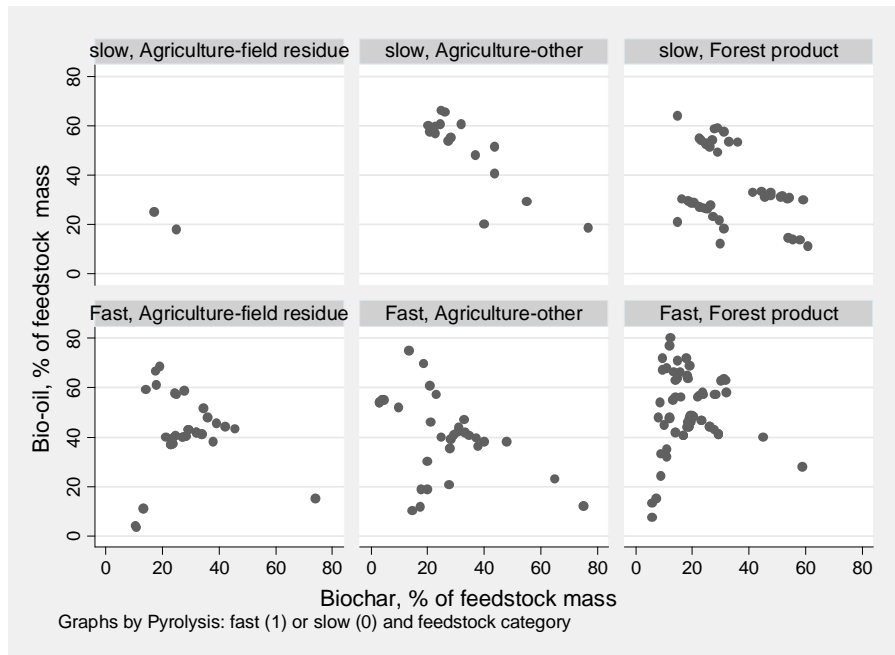 slow, Agriculture-field residue
slow, Agriculture-other
slow, Forest product
80
60
40
20
0
Fast, Agriculture-field residue
Fast, Agriculture-other
Fast, Forest product
80
60
40
20
0
Bio-oil, % of feedstock mass
0 20 40 60 80
0 20 40 60 80
0 20 40 60 80
Biochar, % of feedstock mass
Graphs by Pyrolysis: fast (1) or slow (0) and feedstock category